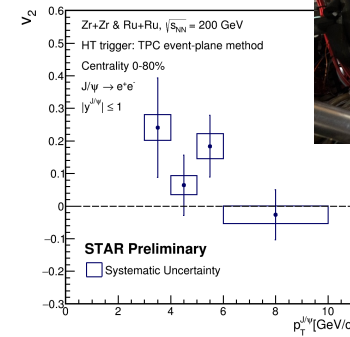 v2
0.6
Zr+Zr & Ru+Ru, √sNN = 200 GeV
0.5
HT trigger: TPC event-plane method
0.4
Centrality 0-80%
J/ψ → e+e-
|yJ/ψ| ≤ 1
0.3
0.2
0.1
0
−0.1
STAR Preliminary
−0.2
Systematic Uncertainty
−0.3
0 2 4 6 8 10
pTJ/ψ[GeV/c